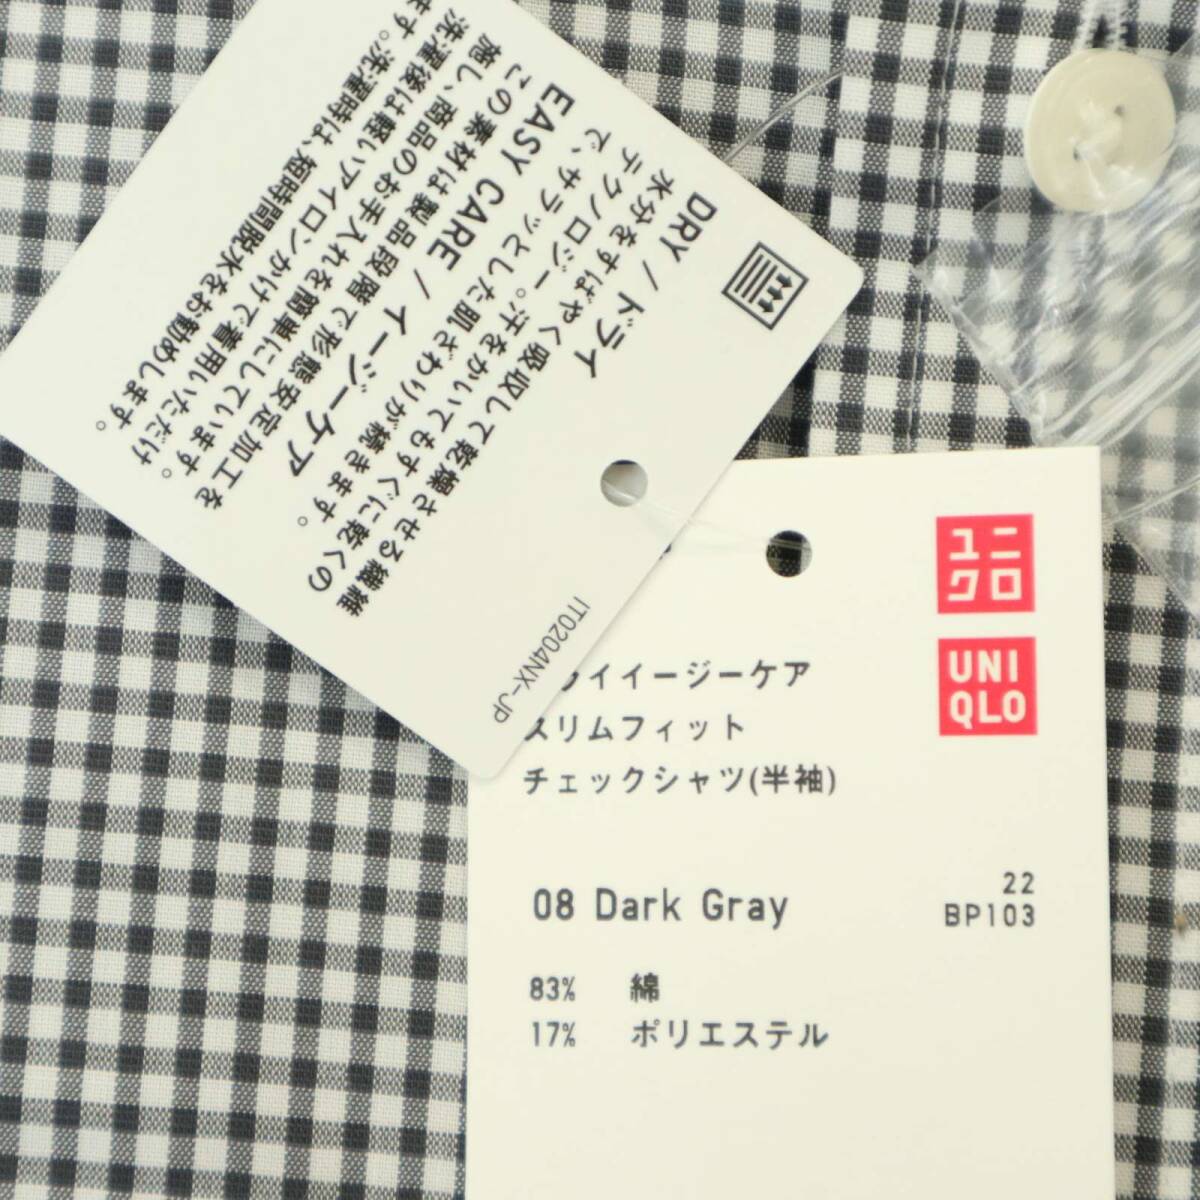 DRY / ドライ
水分をすばやく吸収して乾燥させる繊維
テクノロジー。汗をかいてもすぐに乾くの
で、サラッとした肌ざわりが続きます。
EASY CARE / イージーケア
この素材は製品段階で形態安定加工を
施し、商品のお手入れを簡単にしています。
洗濯後には軽いアイロンがけで着用いただけ
ます。洗濯時は、短時間脱水をお勧めします。
IT0204NX-JP
ユニ
クロ
UNI
QLO
ライイージーケア
スリムフィット
チェックシャツ(半袖)
22
08 Dark Gray BP103
83% 綿
17% ポリエステル